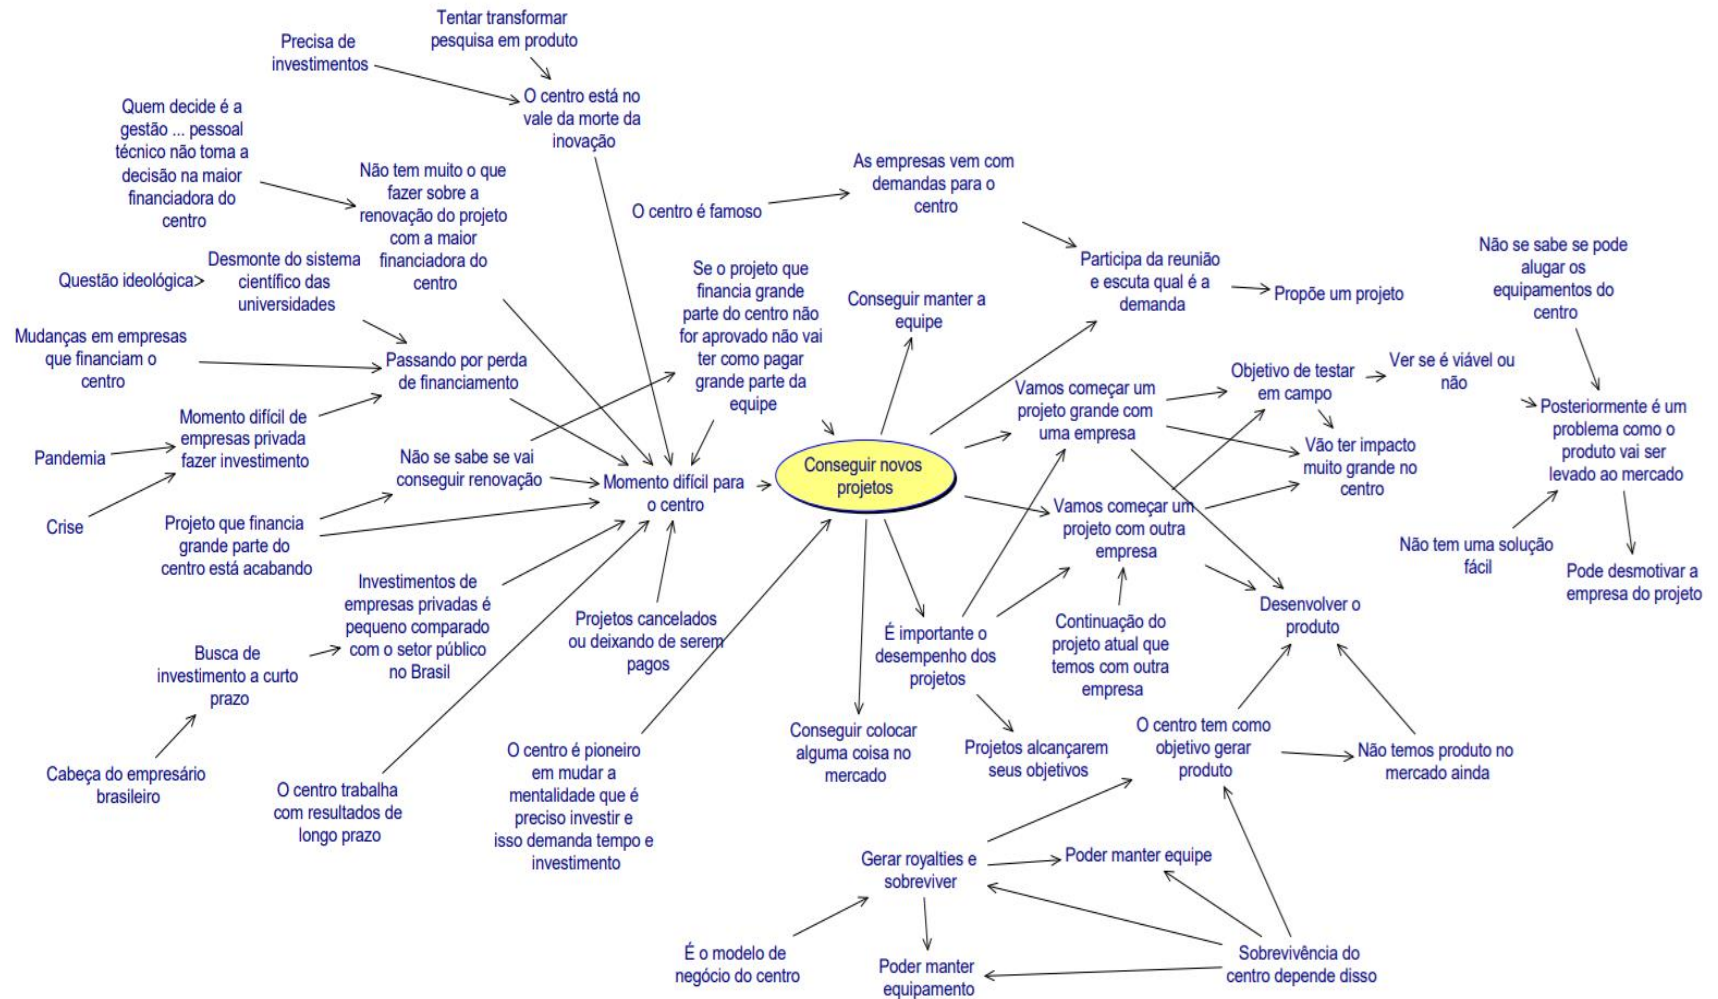 Tentar transformar
pesquisa em produto
Precisa de
investimentos
O centro está no
vale da morte da
inovação
Quem decide é a
gestão ... pessoal
técnico não toma a
decisão na maior
financiadora do
centro
Não tem muito o que
fazer sobre a
renovação do projeto
com a maior
financiadora do
centro
As empresas vem com
demandas para o
centro
O centro é famoso
Questão ideológica
Desmonte do sistema
científico das
universidades
Se o projeto que
financia grande
parte do centro não
for aprovado não vai
ter como pagar
grande parte da
equipe
Conseguir manter a
equipe
Participa da reunião
e escuta qual é a
demanda
Propõe um projeto
Não se sabe se pode
alugar os
equipamentos do
centro
Mudanças em empresas
que financiam o
centro
Passando por perda
de financiamento
Momento difícil de
empresas privada
fazer investimento
Pandemia
Crise
Não se sabe se vai
conseguir renovação
Projeto que financia
grande parte do
centro está acabando
Momento difícil para
o centro
Conseguir novos
projetos
Vamos começar um
projeto grande com
uma empresa
Objetivo de testar
em campo
Ver se é viável ou
não
Vão ter impacto
muito grande no
centro
Posteriormente é um
problema como o
produto vai ser
levado ao mercado
Vamos começar um
projeto com outra
empresa
Não tem uma solução
fácil
Pode desmotivar a
empresa do projeto
Investimentos de
empresas privadas é
pequeno comparado
com o setor público
no Brasil
Busca de
investimento a curto
prazo
Cabeça do empresário
brasileiro
O centro trabalha
com resultados de
longo prazo
Projetos cancelados
ou deixando de serem
pagos
O centro é pioneiro
em mudar a
mentalidade que é
preciso investir e
isso demanda tempo e
investimento
É importante o
desempenho dos
projetos
Continuação do
projeto atual que
temos com outra
empresa
Desenvolver o
produto
Conseguir colocar
alguma coisa no
mercado
Projetos alcançarem
seus objetivos
O centro tem como
objetivo gerar
produto
Não temos produto no
mercado ainda
Gerar royalties e
sobreviver
Poder manter equipe
É o modelo de
negócio do centro
Poder manter
equipamento
Sobrevivência do
centro depende disso